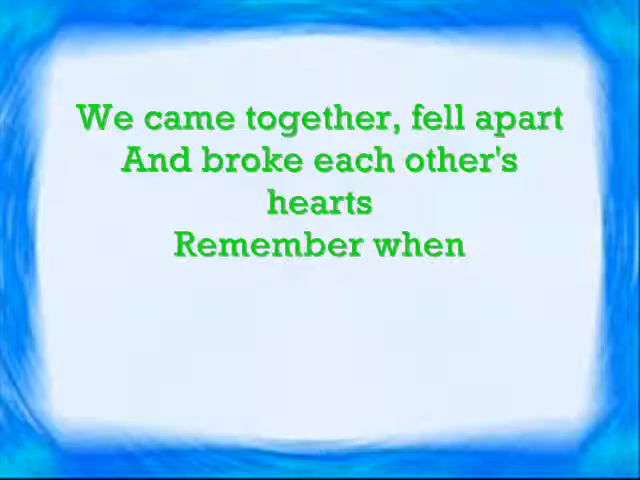 We came together, fell apart
And broke each other's
hearts
Remember when